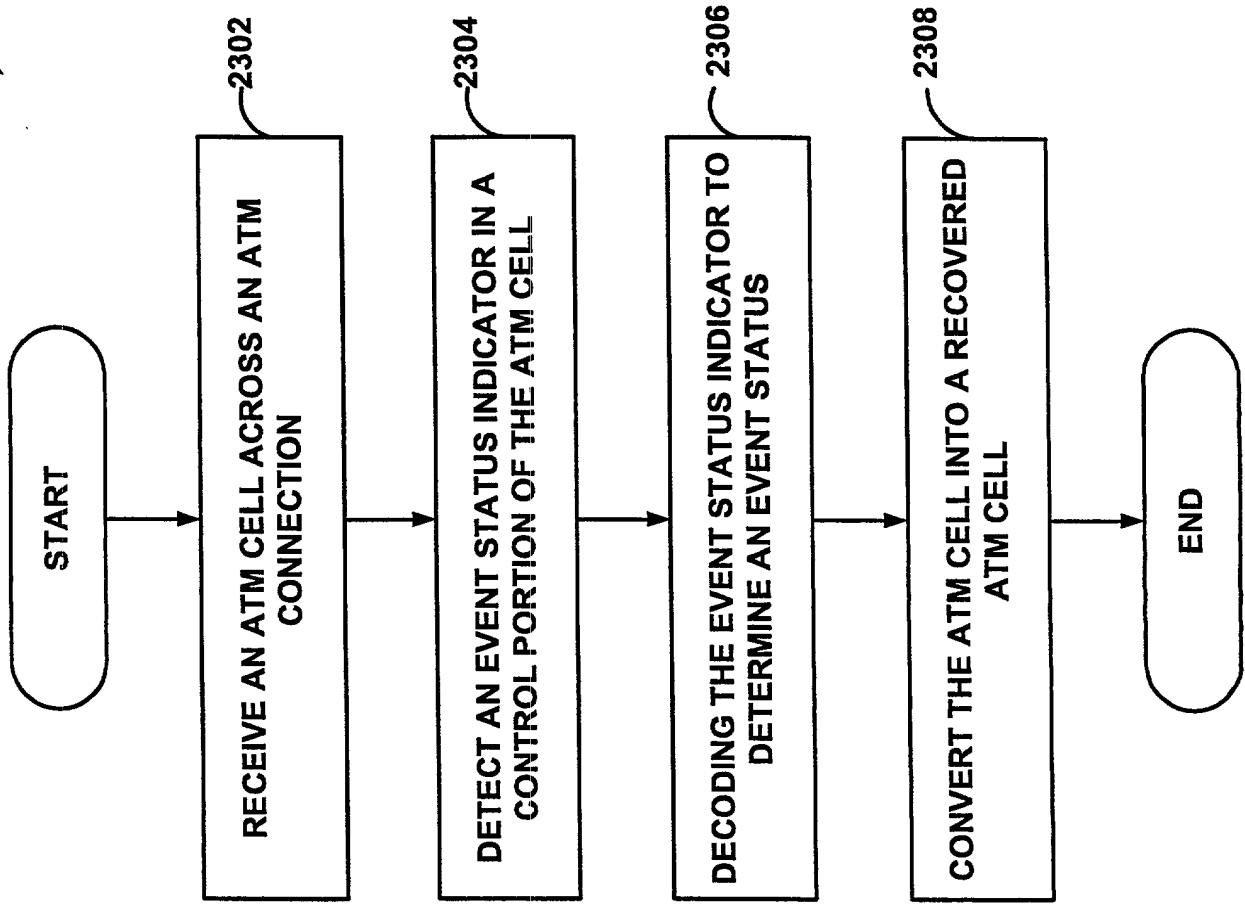 START
RECEIVE AN ATM CELL ACROSS AN ATM
CONNECTION
2302
DETECT AN EVENT STATUS INDICATOR IN A
CONTROL PORTION OF THE ATM CELL
2304
DECODING THE EVENT STATUS INDICATOR TO
DETERMINE AN EVENT STATUS
2306
CONVERT THE ATM CELL INTO A RECOVERED
ATM CELL
2308
END